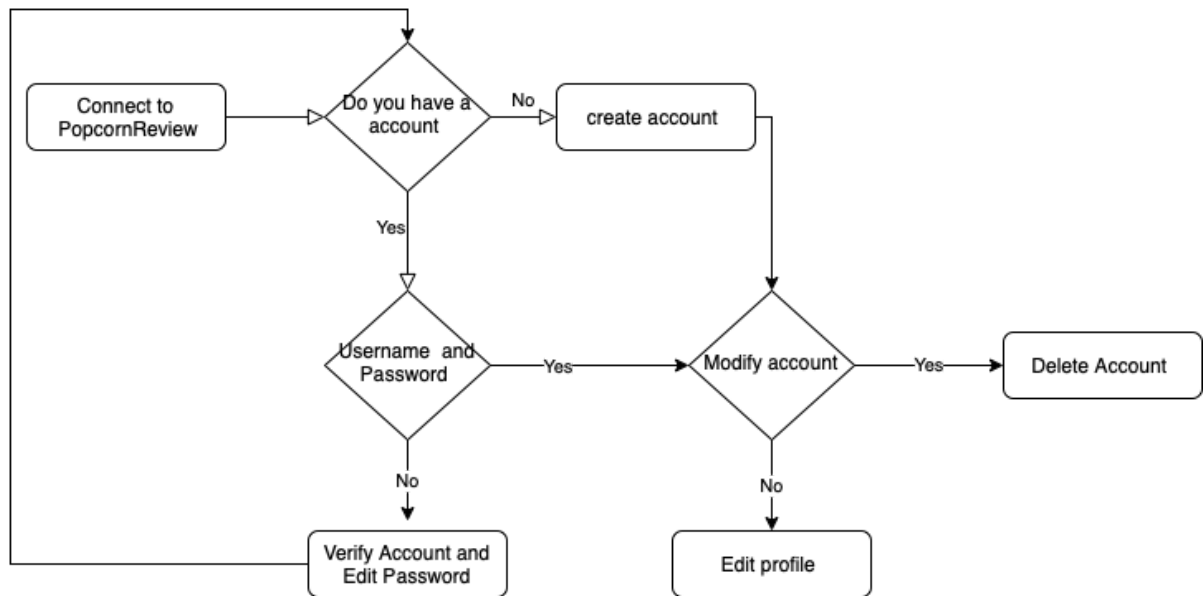 Connect to
PopcornReview
Do you have a
account
No
create account
Yes
Username and
Password
Yes
Modify account
Yes
Delete Account
No
No
Verify Account and
Edit Password
Edit profile